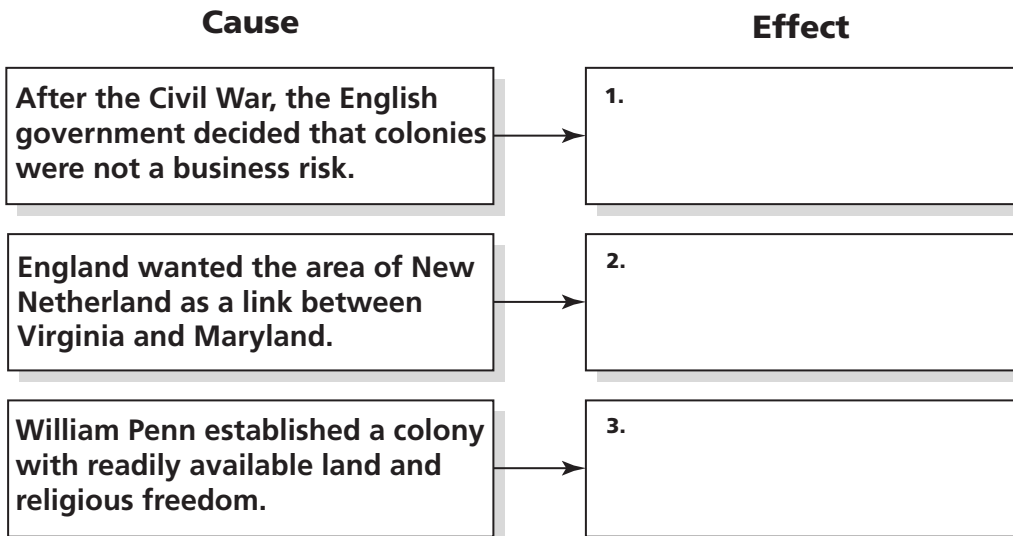 Cause
Effect
After the Civil War, the English
government decided that colonies
were not a business risk.
1.
England wanted the area of New
Netherland as a link between
Virginia and Maryland.
2.
William Penn established a colony
with readily available land and
religious freedom.
3.